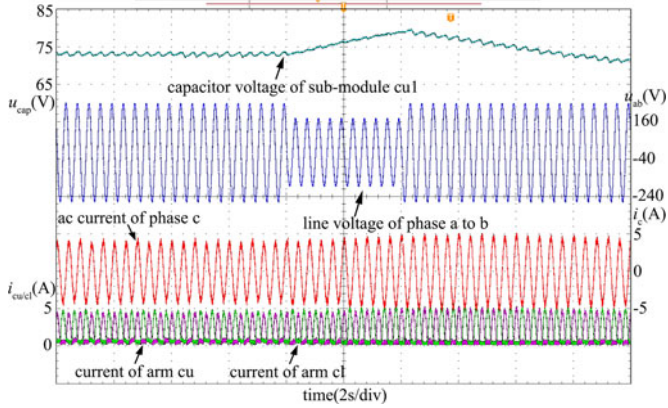 85
75
65
capacitor voltage of sub-module cu1
u_cap(V)
u_ab(V)
160
-40
-240
ac current of phase c
line voltage of phase a to b
i_c(A)
5
0
-5
i_cu/cl(A)
5
0
current of arm cu
current of arm cl
time(2s/div)